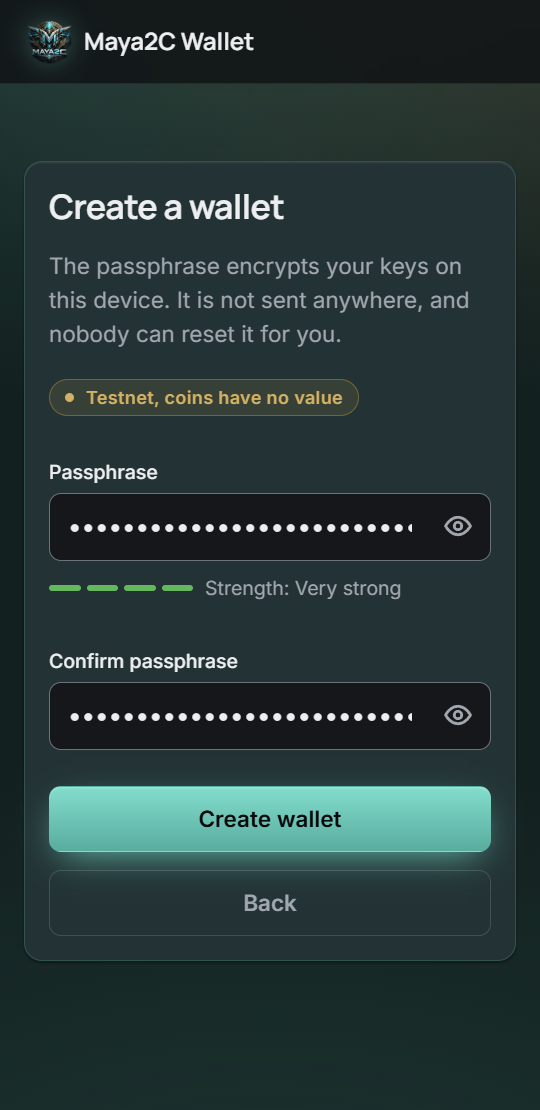 MAYA2C
Maya2C Wallet
Create a wallet
The passphrase encrypts your keys on
this device. It is not sent anywhere, and
nobody can reset it for you.
Testnet, coins have no value
Passphrase
Strength: Very strong
Confirm passphrase
Create wallet
Back